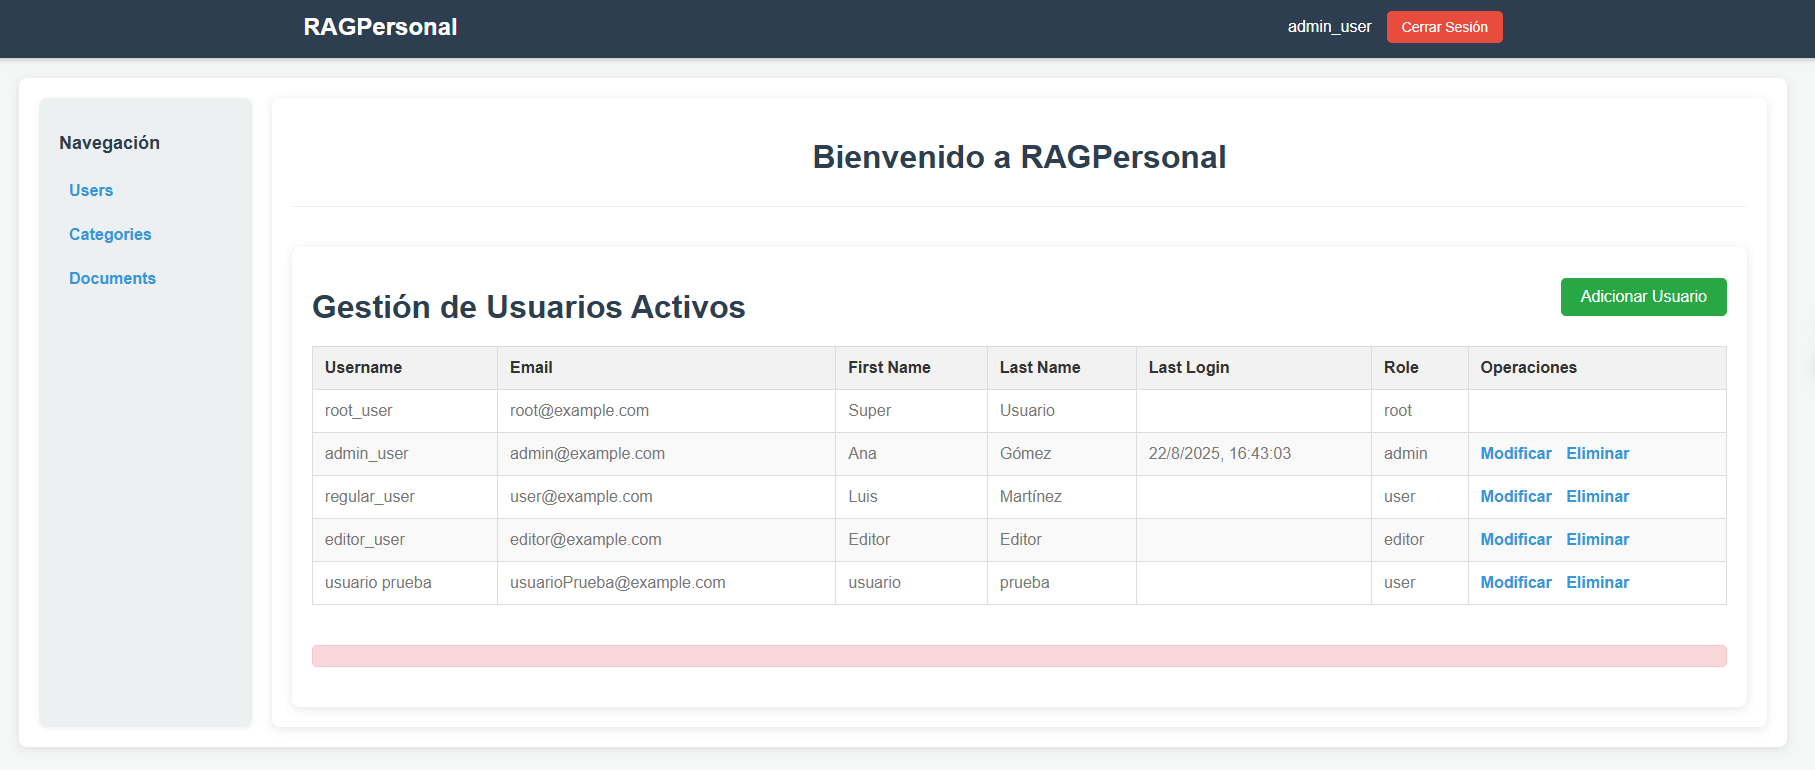 RAGPersonal
admin_user Cerrar Sesión
Navegación
Users
Categories
Documents
Bienvenido a RAGPersonal
Gestión de Usuarios Activos
Adicionar Usuario
Username Email First Name Last Name Last Login Role Operaciones
root_user root@example.com Super Usuario root
admin_user admin@example.com Ana Gómez 22/8/2025, 16:43:03 admin Modificar Eliminar
regular_user user@example.com Luis Martínez user Modificar Eliminar
editor_user editor@example.com Editor Editor editor Modificar Eliminar
usuario prueba usuarioPrueba@example.com usuario prueba user Modificar Eliminar